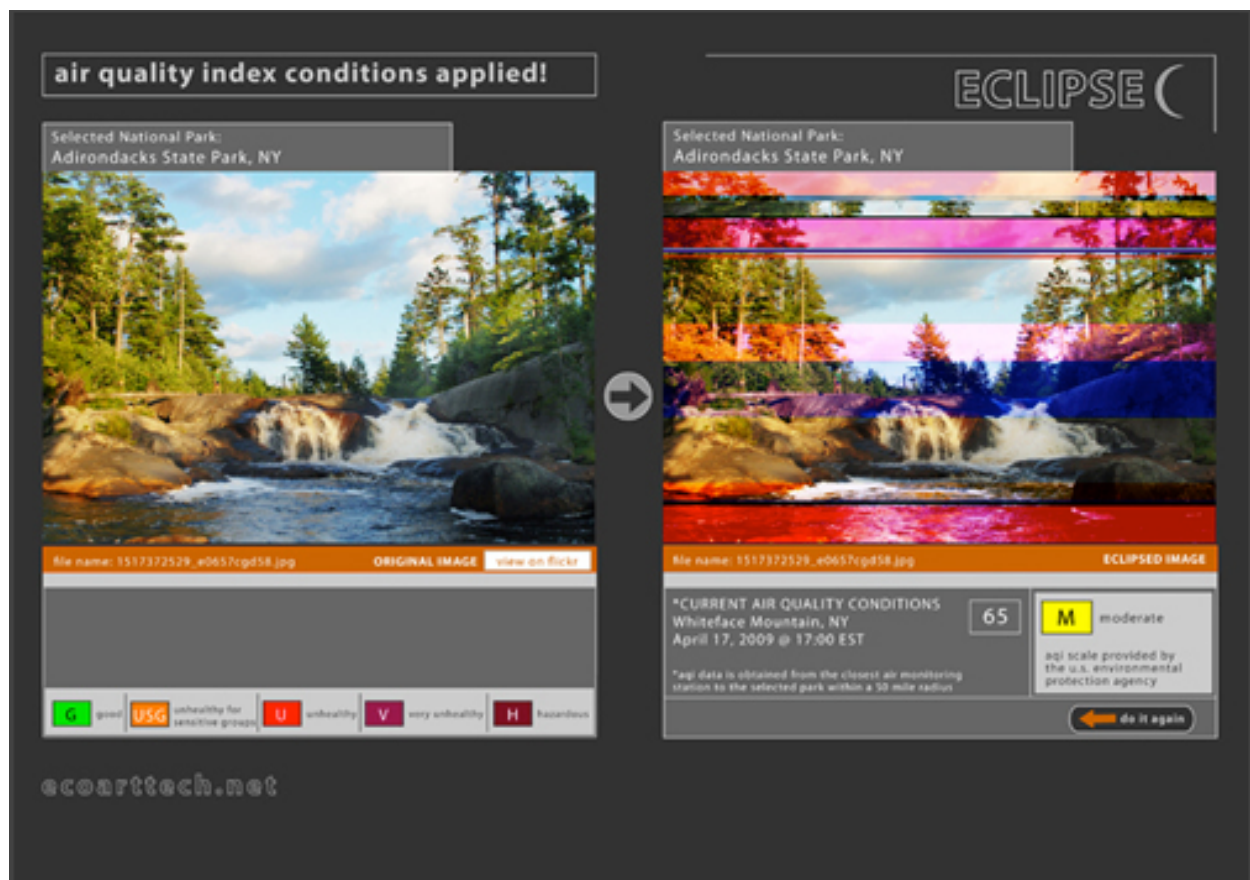 air quality index conditions applied!
ECLIPSE
Selected National Park:
Adirondacks State Park, NY
Selected National Park:
Adirondacks State Park, NY
file name: 1517372529_e0657cgd58.jpg
ORIGINAL IMAGE
view on flickr
file name: 1517372529_e0657cgd58.jpg
ECLIPSED IMAGE
*CURRENT AIR QUALITY CONDITIONS
Whiteface Mountain, NY
April 17, 2009 @ 17:00 EST
65
*aqi data is obtained from the closest air monitoring
station to the selected park within a 50 mile radius
M
moderate
aqi scale provided by
the u.s. environmental
protection agency
G
good
USG
unhealthy for
sensitive groups
U
unhealthy
V
very unhealthy
H
hazardous
do it again
ecoarttech.net